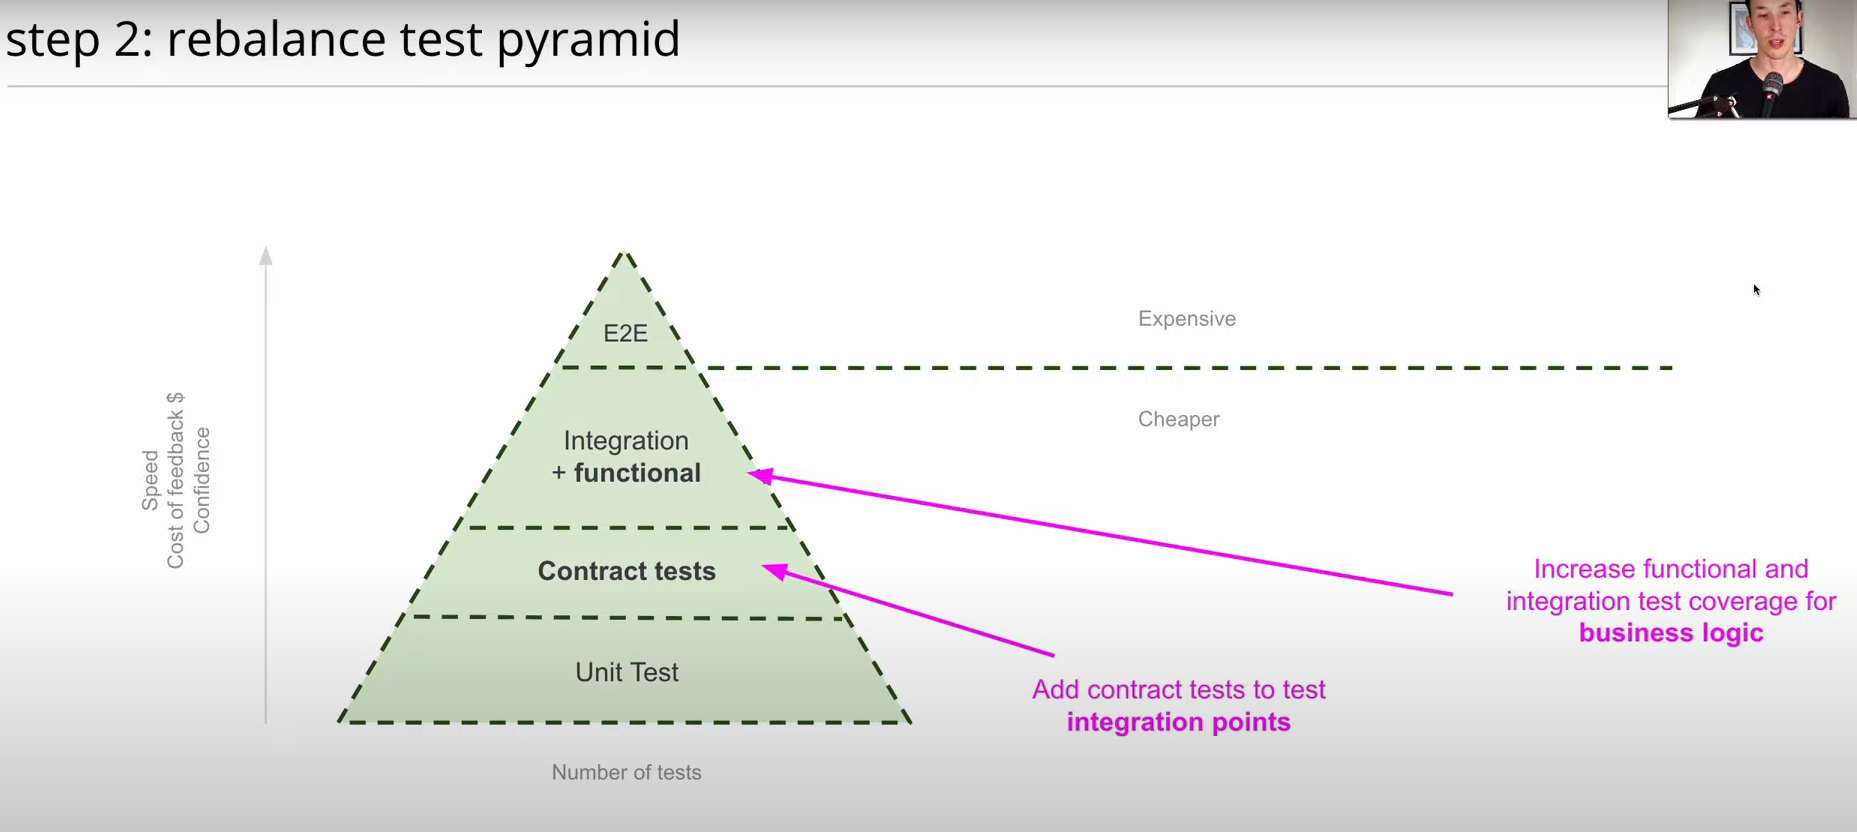 step 2: rebalance test pyramid
E2E
Expensive
Cheaper
Speed
Cost of feedback $
Confidence
Integration
+ functional
Contract tests
Unit Test
Increase functional and
integration test coverage for
business logic
Add contract tests to test
integration points
Number of tests